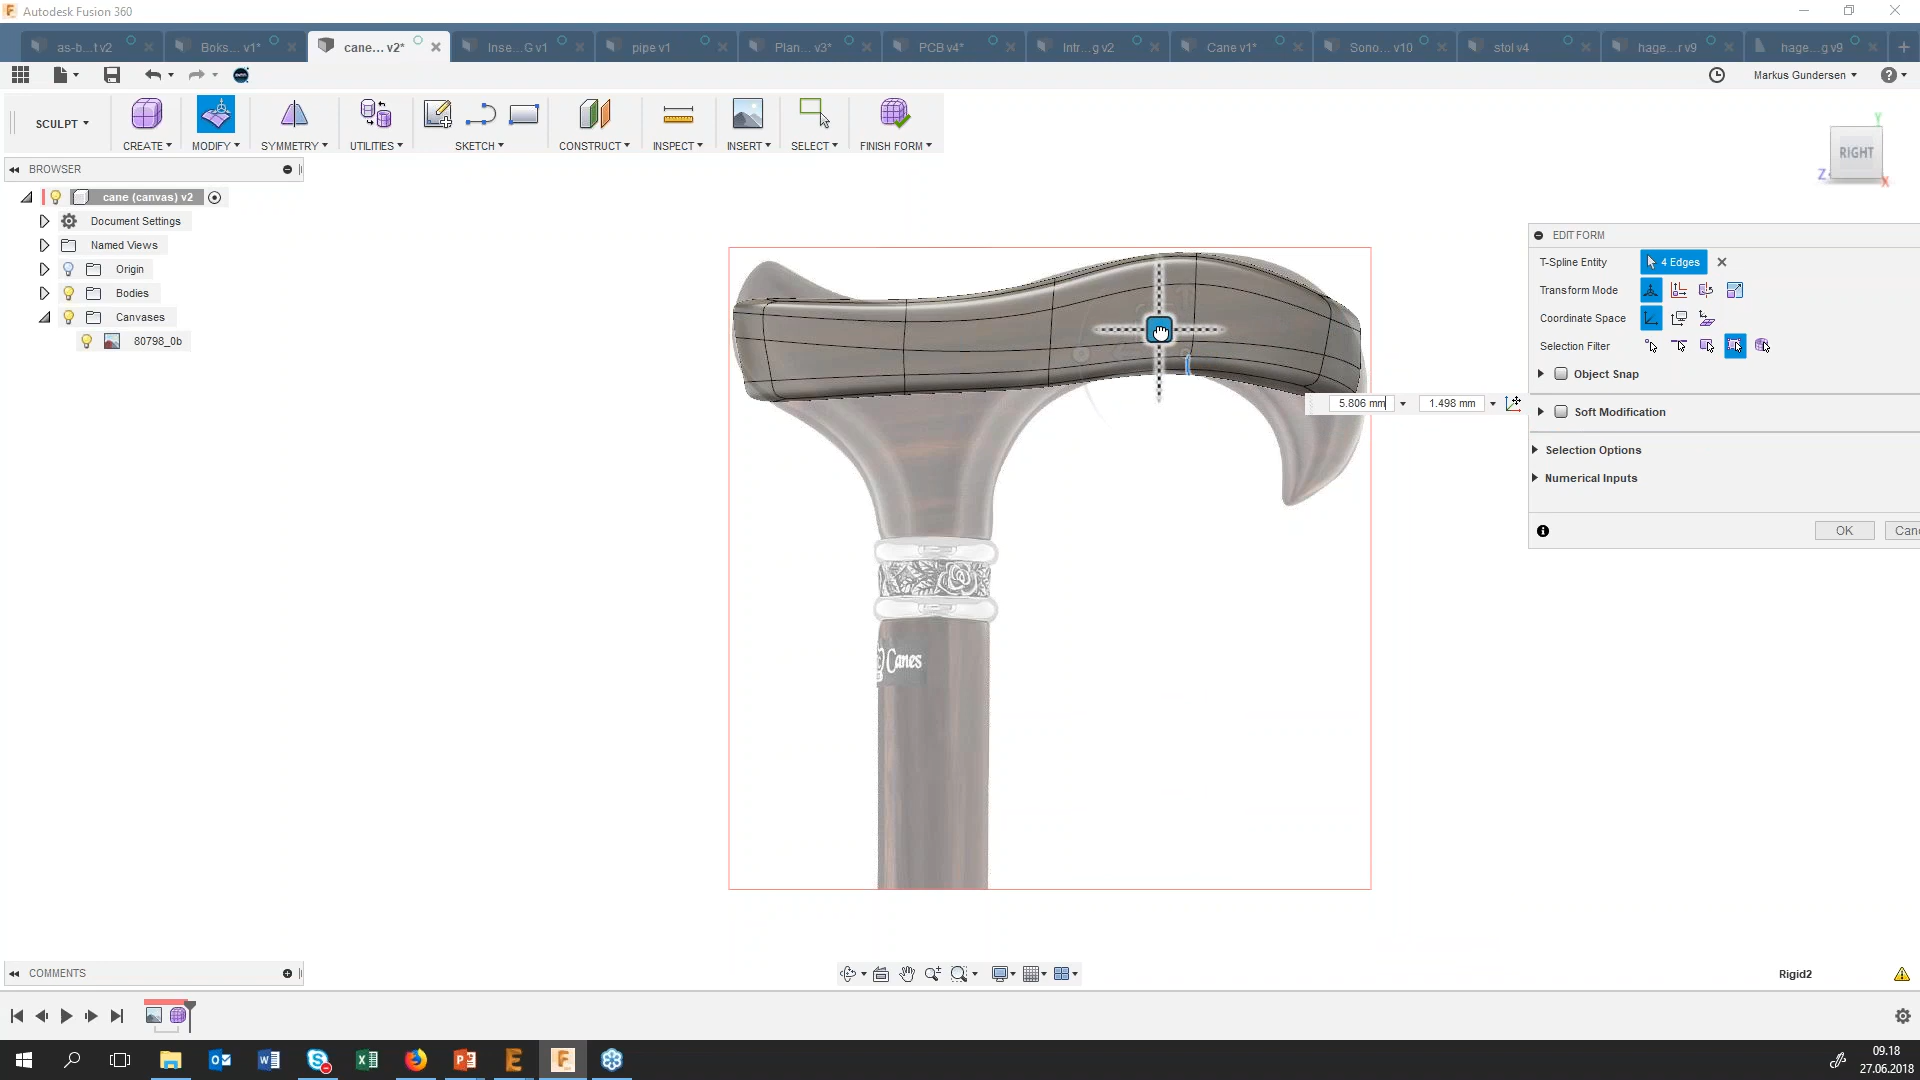 Autodesk Fusion 360
as-b...t v2
Boks... v1*
cane... v2*
Inse...G v1
pipe v1
Plan... v3*
PCB v4*
Intr...g v2
Cane v1*
Sono... v10
stol v4
hage...r v9
hage...g v9
Markus Gundersen
SCULPT
CREATE
MODIFY
SYMMETRY
UTILITIES
SKETCH
CONSTRUCT
INSPECT
INSERT
SELECT
FINISH FORM
RIGHT
Y
Z
X
BROWSER
cane (canvas) v2
Document Settings
Named Views
Origin
Bodies
Canvases
80798_0b
EDIT FORM
T-Spline Entity
4 Edges
Transform Mode
Coordinate Space
Selection Filter
Object Snap
Soft Modification
Selection Options
Numerical Inputs
OK
Canc
5.806 mm
1.498 mm
Canes
COMMENTS
Rigid2
09.18
27.06.2018